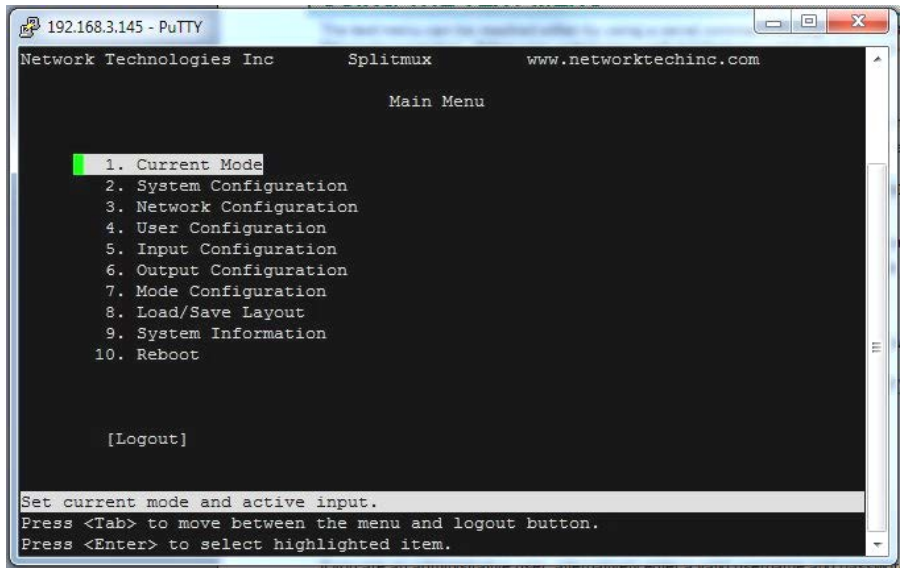 192.168.3.145 - PuTTY
Network Technologies Inc Splitmux www.networktechinc.com
Main Menu
1. Current Mode
2. System Configuration
3. Network Configuration
4. User Configuration
5. Input Configuration
6. Output Configuration
7. Mode Configuration
8. Load/Save Layout
9. System Information
10. Reboot
[Logout]
Set current mode and active input.
Press <Tab> to move between the menu and logout button.
Press <Enter> to select highlighted item.